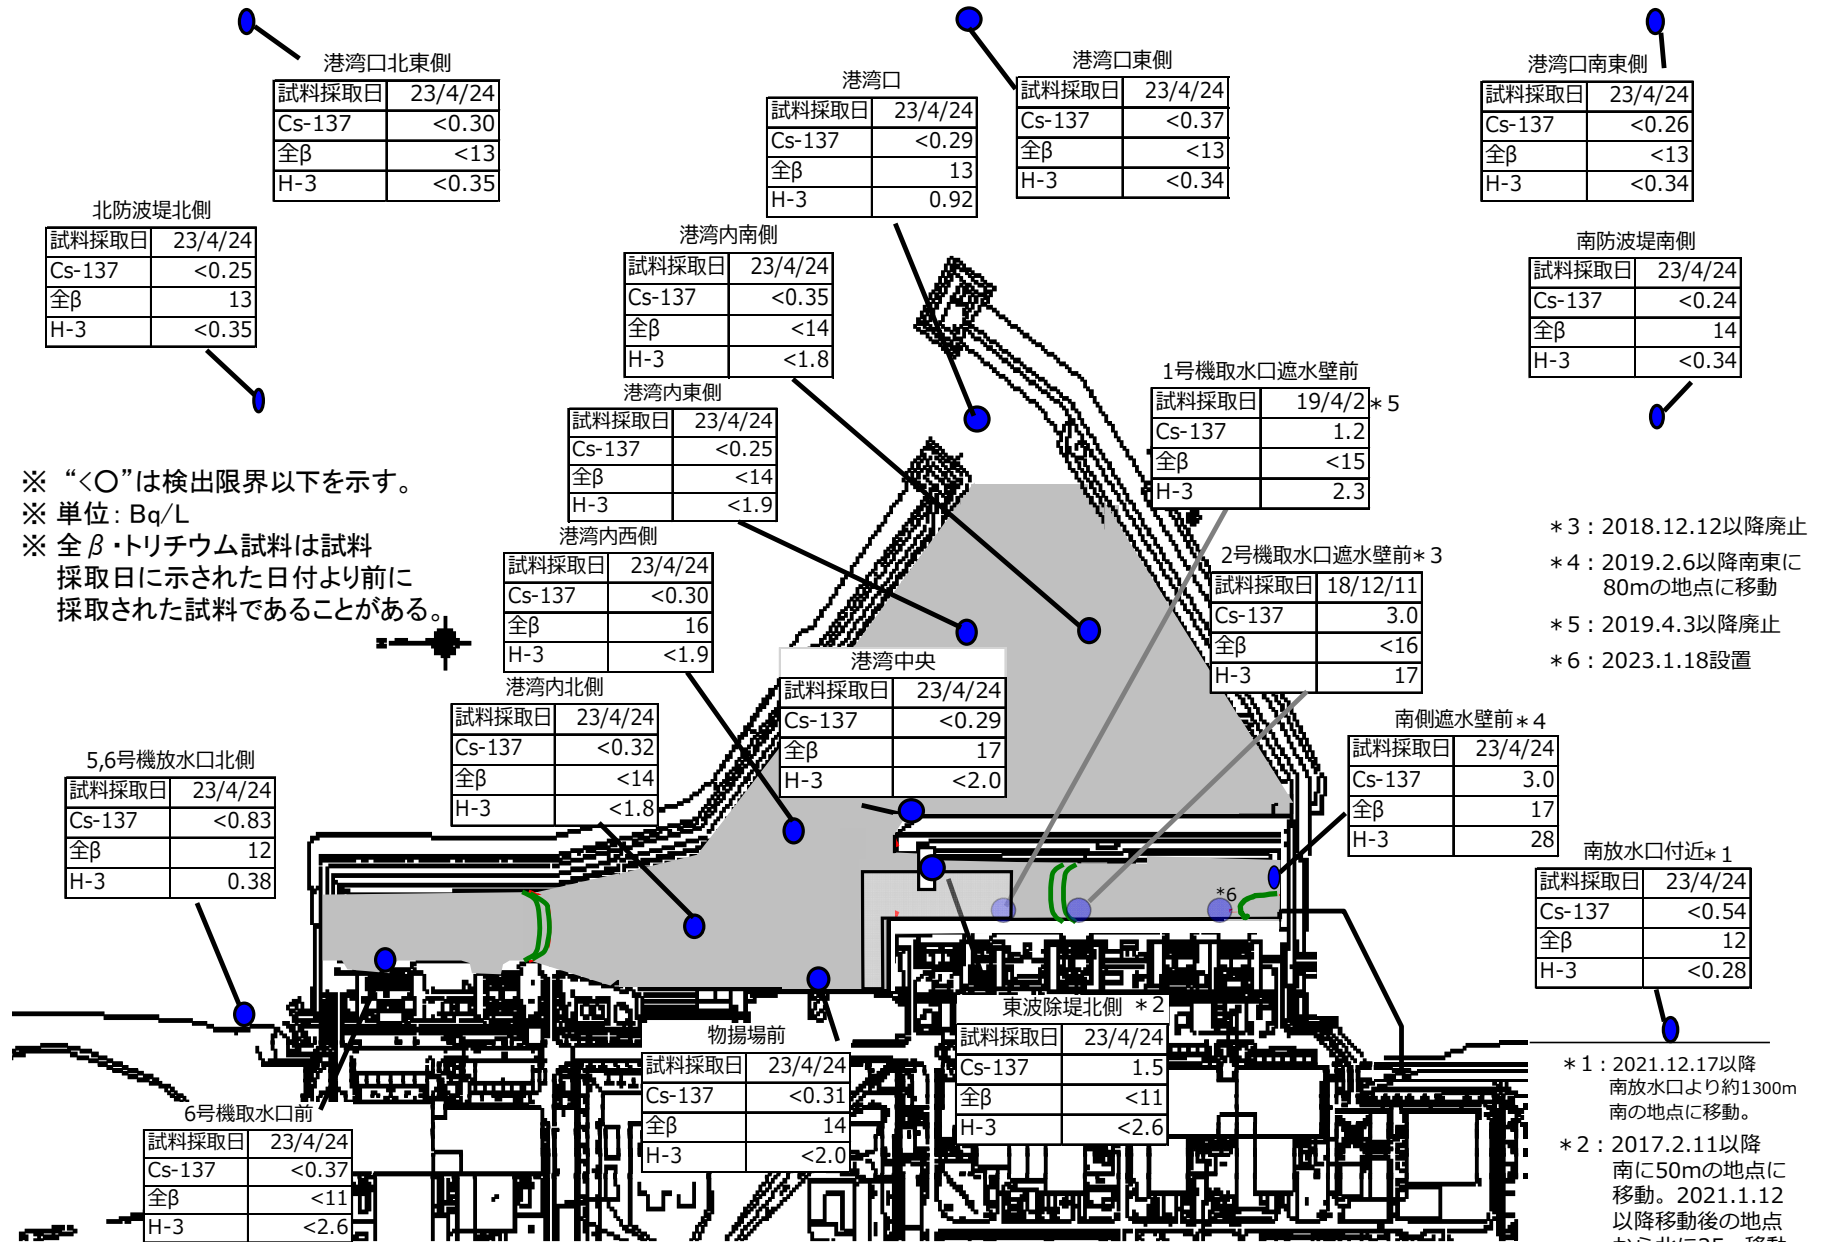 港湾口北東側
試料採取日 23/4/24
Cs-137 <0.30
全β <13
H-3 <0.35
港湾口
試料採取日 23/4/24
Cs-137 <0.29
全β 13
H-3 0.92
港湾口東側
試料採取日 23/4/24
Cs-137 <0.37
全β <13
H-3 <0.34
港湾口南東側
試料採取日 23/4/24
Cs-137 <0.26
全β <13
H-3 <0.34
北防波堤北側
試料採取日 23/4/24
Cs-137 <0.25
全β 13
H-3 <0.35
港湾内南側
試料採取日 23/4/24
Cs-137 <0.35
全β <14
H-3 <1.8
南防波堤南側
試料採取日 23/4/24
Cs-137 <0.24
全β 14
H-3 <0.34
港湾内東側
試料採取日 23/4/24
Cs-137 <0.25
全β <14
H-3 <1.9
1号機取水口遮水壁前
試料採取日 19/4/2 *5
Cs-137 1.2
全β <15
H-3 2.3
※ “<〇”は検出限界以下を示す。
※ 単位: Bq/L
※ 全β・トリチウム試料は試料
採取日に示された日付より前に
採取された試料であることがある。
港湾内西側
試料採取日 23/4/24
Cs-137 <0.30
全β 16
H-3 <1.9
2号機取水口遮水壁前*3
試料採取日 18/12/11
Cs-137 3.0
全β <16
H-3 17
*3:2018.12.12以降廃止
*4:2019.2.6以降南東に
80mの地点に移動
*5:2019.4.3以降廃止
*6:2023.1.18設置
港湾中央
試料採取日 23/4/24
Cs-137 <0.29
全β 17
H-3 <2.0
港湾内北側
試料採取日 23/4/24
Cs-137 <0.32
全β <14
H-3 <1.8
南側遮水壁前*4
試料採取日 23/4/24
Cs-137 3.0
全β 17
H-3 28
5,6号機放水口北側
試料採取日 23/4/24
Cs-137 <0.83
全β 12
H-3 0.38
*6
南放水口付近*1
試料採取日 23/4/24
Cs-137 <0.54
全β 12
H-3 <0.28
東波除堤北側 *2
試料採取日 23/4/24
Cs-137 1.5
全β <11
H-3 <2.6
物揚場前
試料採取日 23/4/24
Cs-137 <0.31
全β 14
H-3 <2.0
6号機取水口前
試料採取日 23/4/24
Cs-137 <0.37
全β <11
H-3 <2.6
*1:2021.12.17以降
南放水口より約1300m
南の地点に移動。
*2:2017.2.11以降
南に50mの地点に
移動。2021.1.12
以降移動後の地点